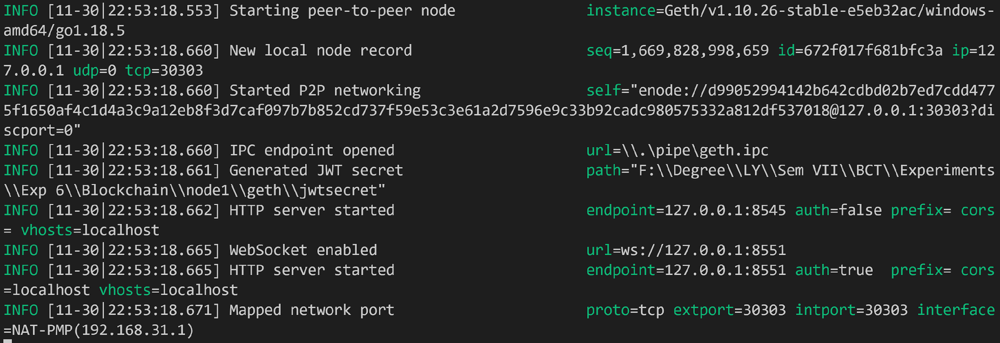 INFO [11-30|22:53:18.553] Starting peer-to-peer node instance=Geth/v1.10.26-stable-e5eb32ac/windows-
amd64/go1.18.5
INFO [11-30|22:53:18.660] New local node record seq=1,669,828,998,659 id=672f017f681bfc3a ip=12
7.0.0.1 udp=0 tcp=30303
INFO [11-30|22:53:18.660] Started P2P networking self="enode://d99052994142b642cdbd02b7ed7cdd477
5f1650af4c1d4a3c9a12eb8f3d7caf097b7b852cd737f59e53c3e61a2d7596e9c33b92cadc980575332a812df537018@127.0.0.1:30303?di
scport=0"
INFO [11-30|22:53:18.660] IPC endpoint opened url=\\.\pipe\geth.ipc
INFO [11-30|22:53:18.661] Generated JWT secret path="F:\\Degree\\LY\\Sem VII\\BCT\\Experiments
\\Exp 6\\Blockchain\\node1\\geth\\jwtsecret"
INFO [11-30|22:53:18.662] HTTP server started endpoint=127.0.0.1:8545 auth=false prefix= cors
= vhosts=localhost
INFO [11-30|22:53:18.665] WebSocket enabled url=ws://127.0.0.1:8551
INFO [11-30|22:53:18.665] HTTP server started endpoint=127.0.0.1:8551 auth=true  prefix= cors
=localhost vhosts=localhost
INFO [11-30|22:53:18.671] Mapped network port proto=tcp extport=30303 intport=30303 interface
=NAT-PMP(192.168.31.1)